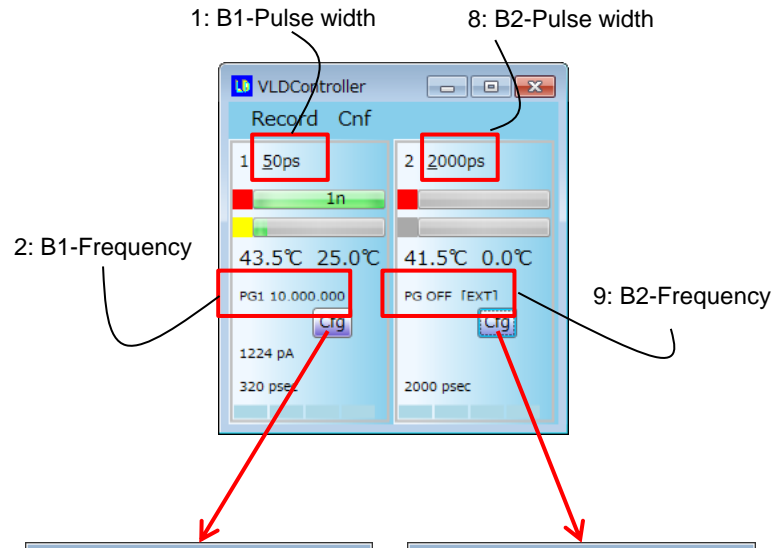 1: B1-Pulse width
8: B2-Pulse width
VLDController
Record Cnf
1 50ps
2 2000ps
1n
43.5℃ 25.0℃
41.5℃ 0.0℃
2: B1-Frequency
9: B2-Frequency
PG1 10.000.000
PG OFF [EXT]
Cfg
Cfg
1224 pA
320 psec
2000 psec